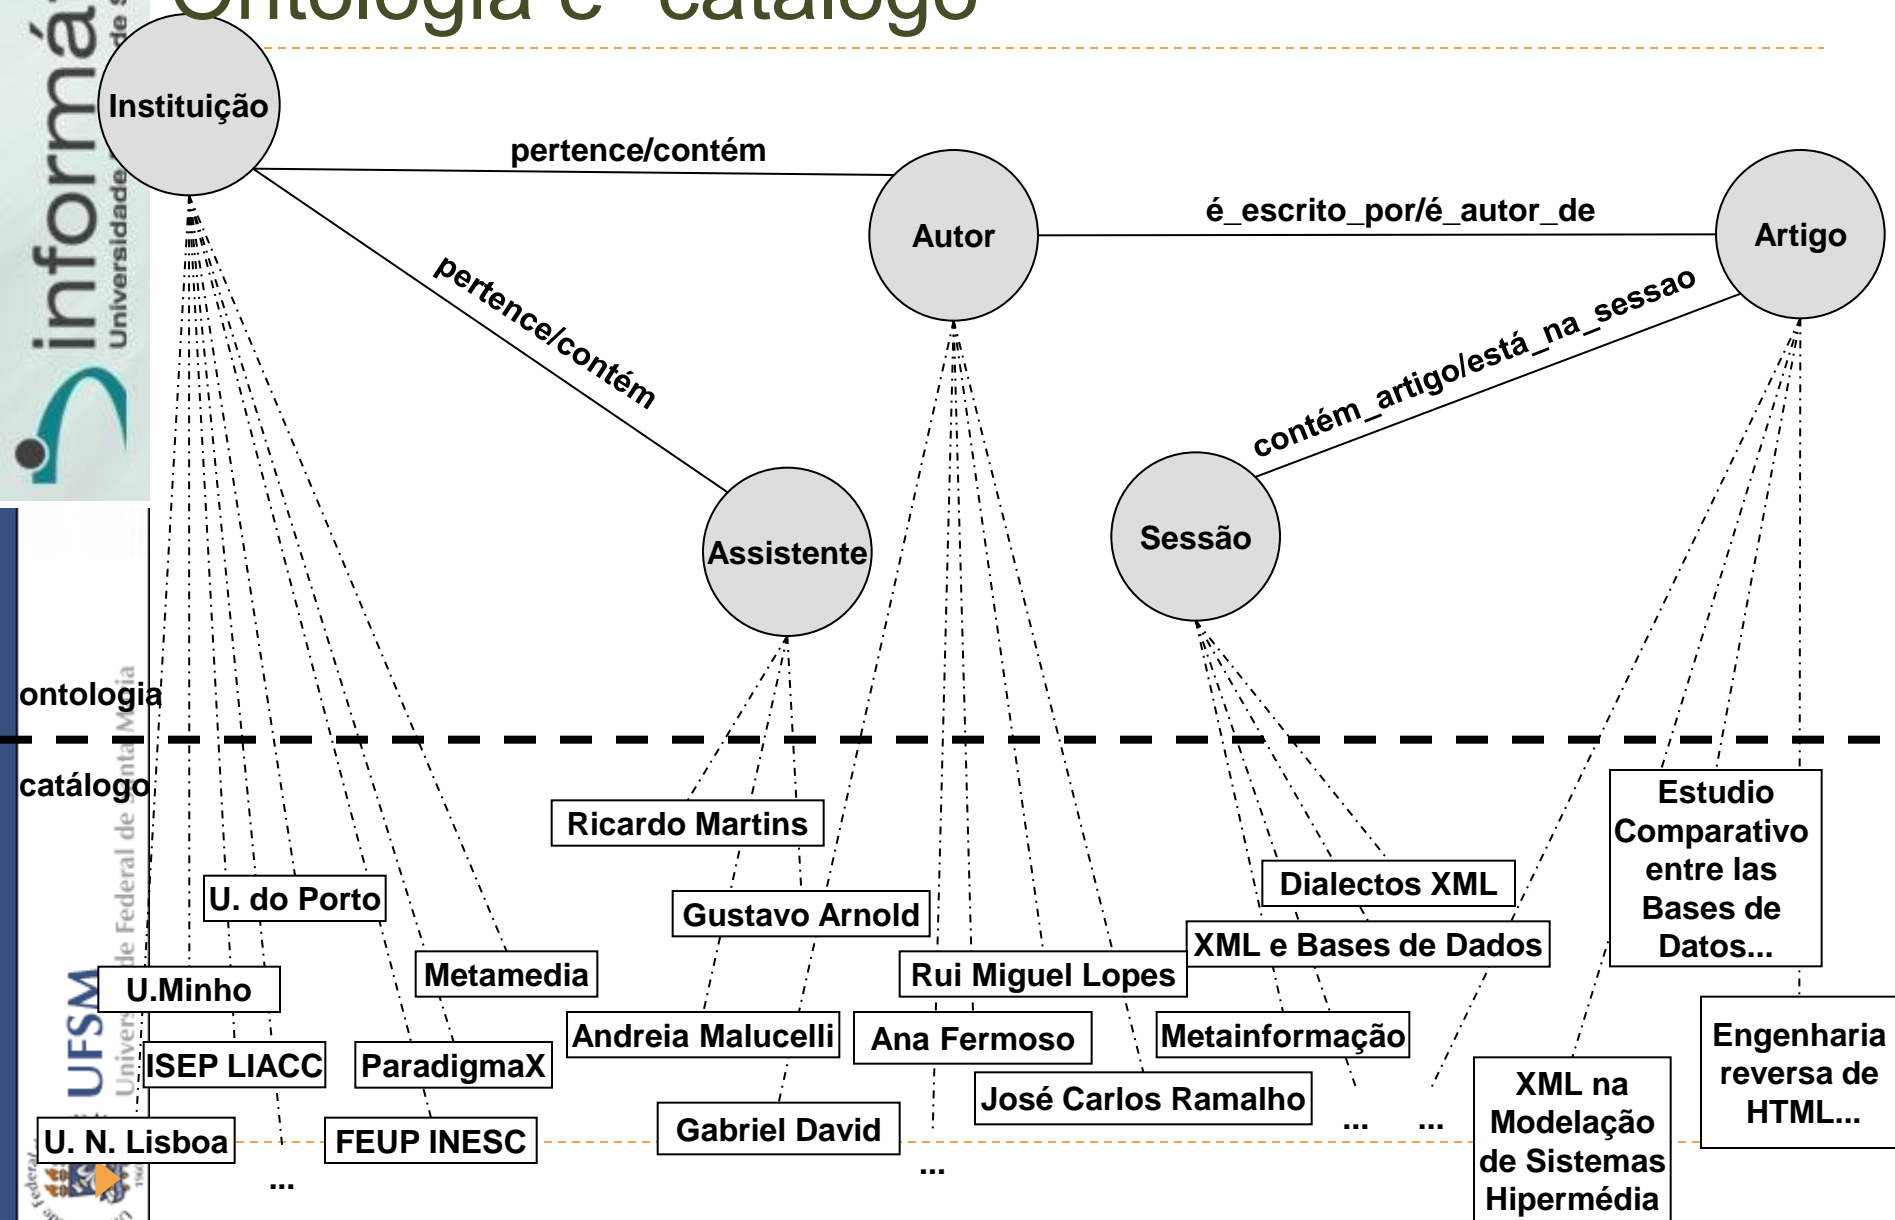 Ontologia e "catálogo"
Instituição
pertence/contém
Autor
é_escrito_por/é_autor_de
Artigo
pertence/contém
contém_artigo/está_na_sessao
Assistente
Sessão
ontologia
catálogo
Ricardo Martins
Estudio
Comparativo
entre las
Bases de
Datos...
U. do Porto
Gustavo Arnold
Dialectos XML
XML e Bases de Dados
U.Minho
Metamedia
Rui Miguel Lopes
ISEP LIACC
ParadigmaX
Andreia Malucelli
Ana Fermoso
Metainformação
Engenharia
reversa de
HTML...
U. N. Lisboa
FEUP INESC
Gabriel David
José Carlos Ramalho
XML na
Modelação
de Sistemas
Hipermédia
...
...
...
...
UFSM